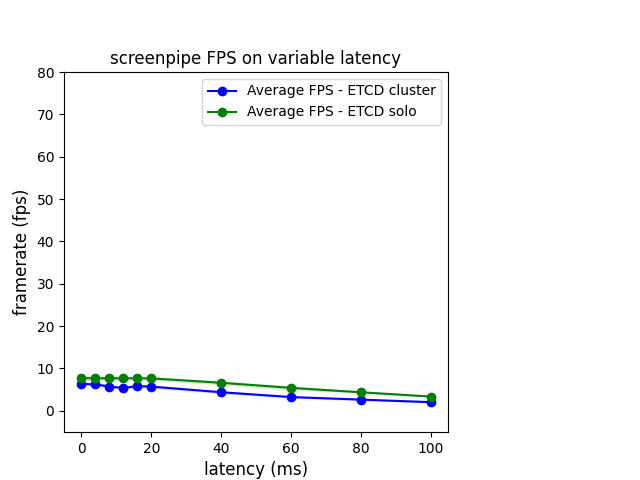 screenpipe FPS on variable latency
Average FPS - ETCD cluster
Average FPS - ETCD solo
80
70
60
50
40
30
20
10
0
framerate (fps)
0 20 40 60 80 100
latency (ms)